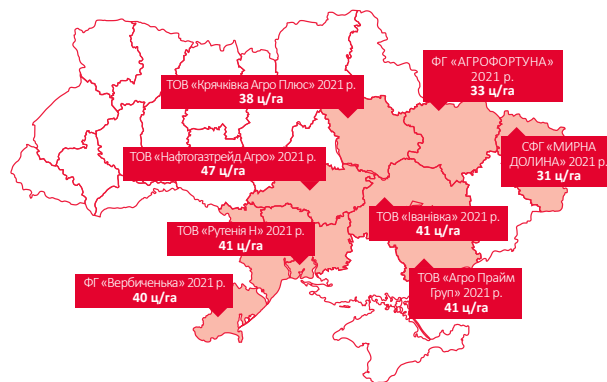 ТОВ «Крячківка Агро Плюс» 2021 р.
38 ц/га
ФГ «АГРОФОРТУНА»
2021 р.
33 ц/га
СФГ «МИРНА
ДОЛИНА» 2021 р.
31 ц/га
ТОВ «Нафтогазтрейд Агро» 2021 р.
47 ц/га
ТОВ «Рутенія Н» 2021 р.
41 ц/га
ТОВ «Іванівка» 2021 р.
41 ц/га
ФГ «Вербиченька» 2021 р.
40 ц/га
ТОВ «Агро Прайм
Груп» 2021 р.
41 ц/га